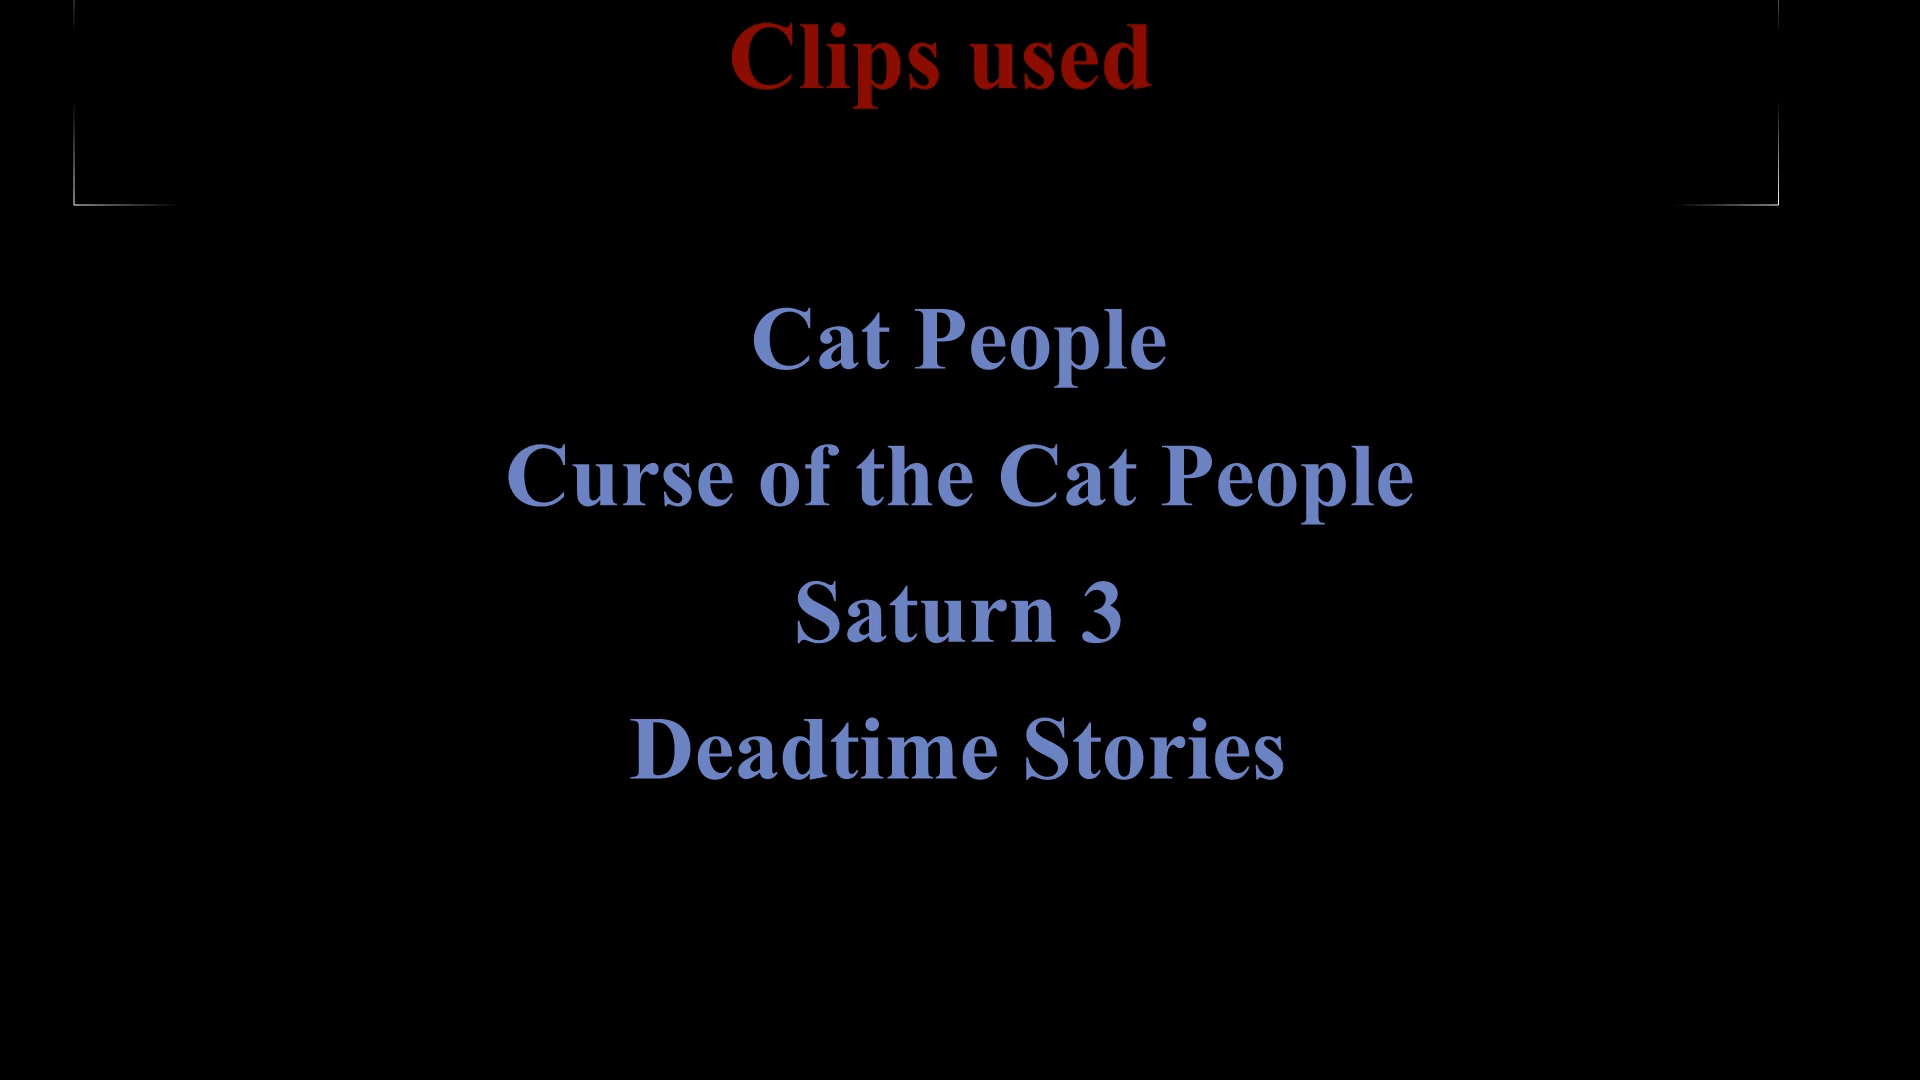 Clips used
Cat People
Curse of the Cat People
Saturn 3
Deadtime Stories